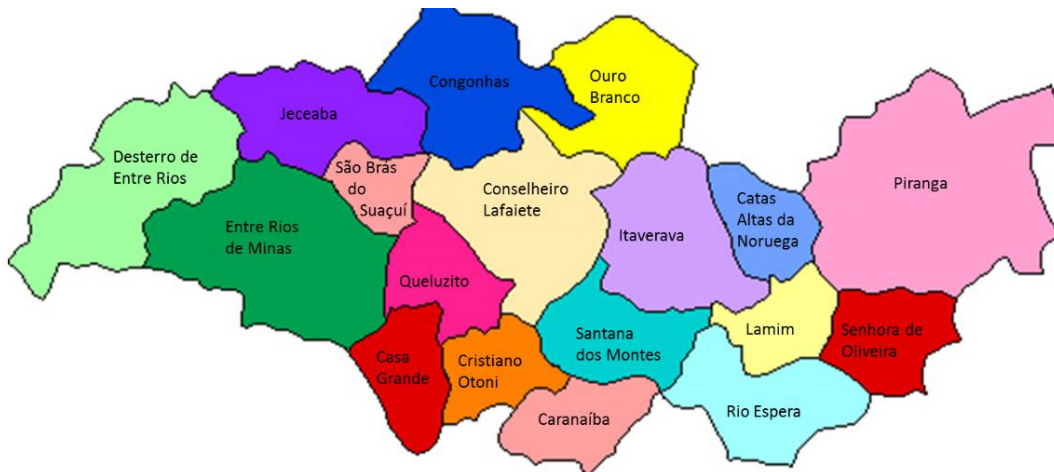 Congonhas
Ouro
Branco
Jeceaba
Desterro de
Entre Rios
São Brás
do
Suaçuí
Conselheiro
Lafaiete
Catas
Altas da
Noruega
Piranga
Entre Rios
de Minas
Itaverava
Queluzito
Santana
dos Montes
Lamim
Senhora de
Oliveira
Casa
Grande
Cristiano
Otoni
Caranaíba
Rio Espera